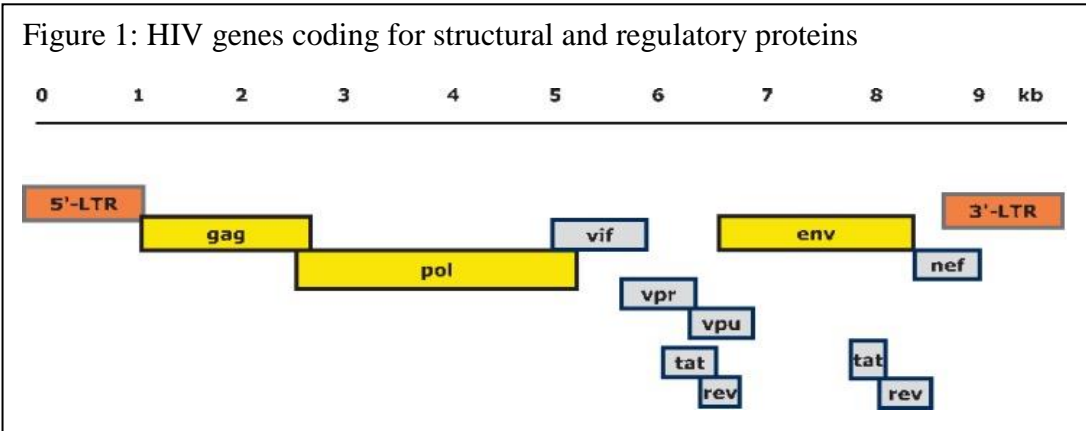 Figure 1: HIV genes coding for structural and regulatory proteins
0 1 2 3 4 5 6 7 8 9 kb
5'-LTR
3'-LTR
gag
vif
env
pol
nef
vpr
vpu
tat
tat
rev
rev